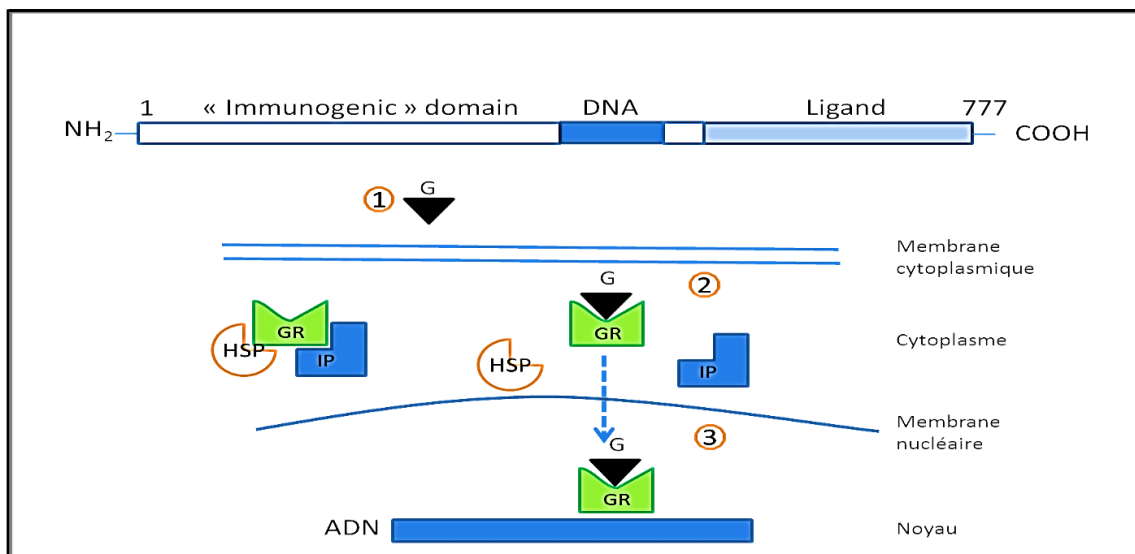 1 « Immunogenic » domain DNA Ligand 777
NH₂ COOH
G
1
Membrane
cytoplasmique
G
2
GR
HSP
IP
GR
HSP
IP
Cytoplasme
Membrane
nucléaire
3
G
GR
ADN
Noyau